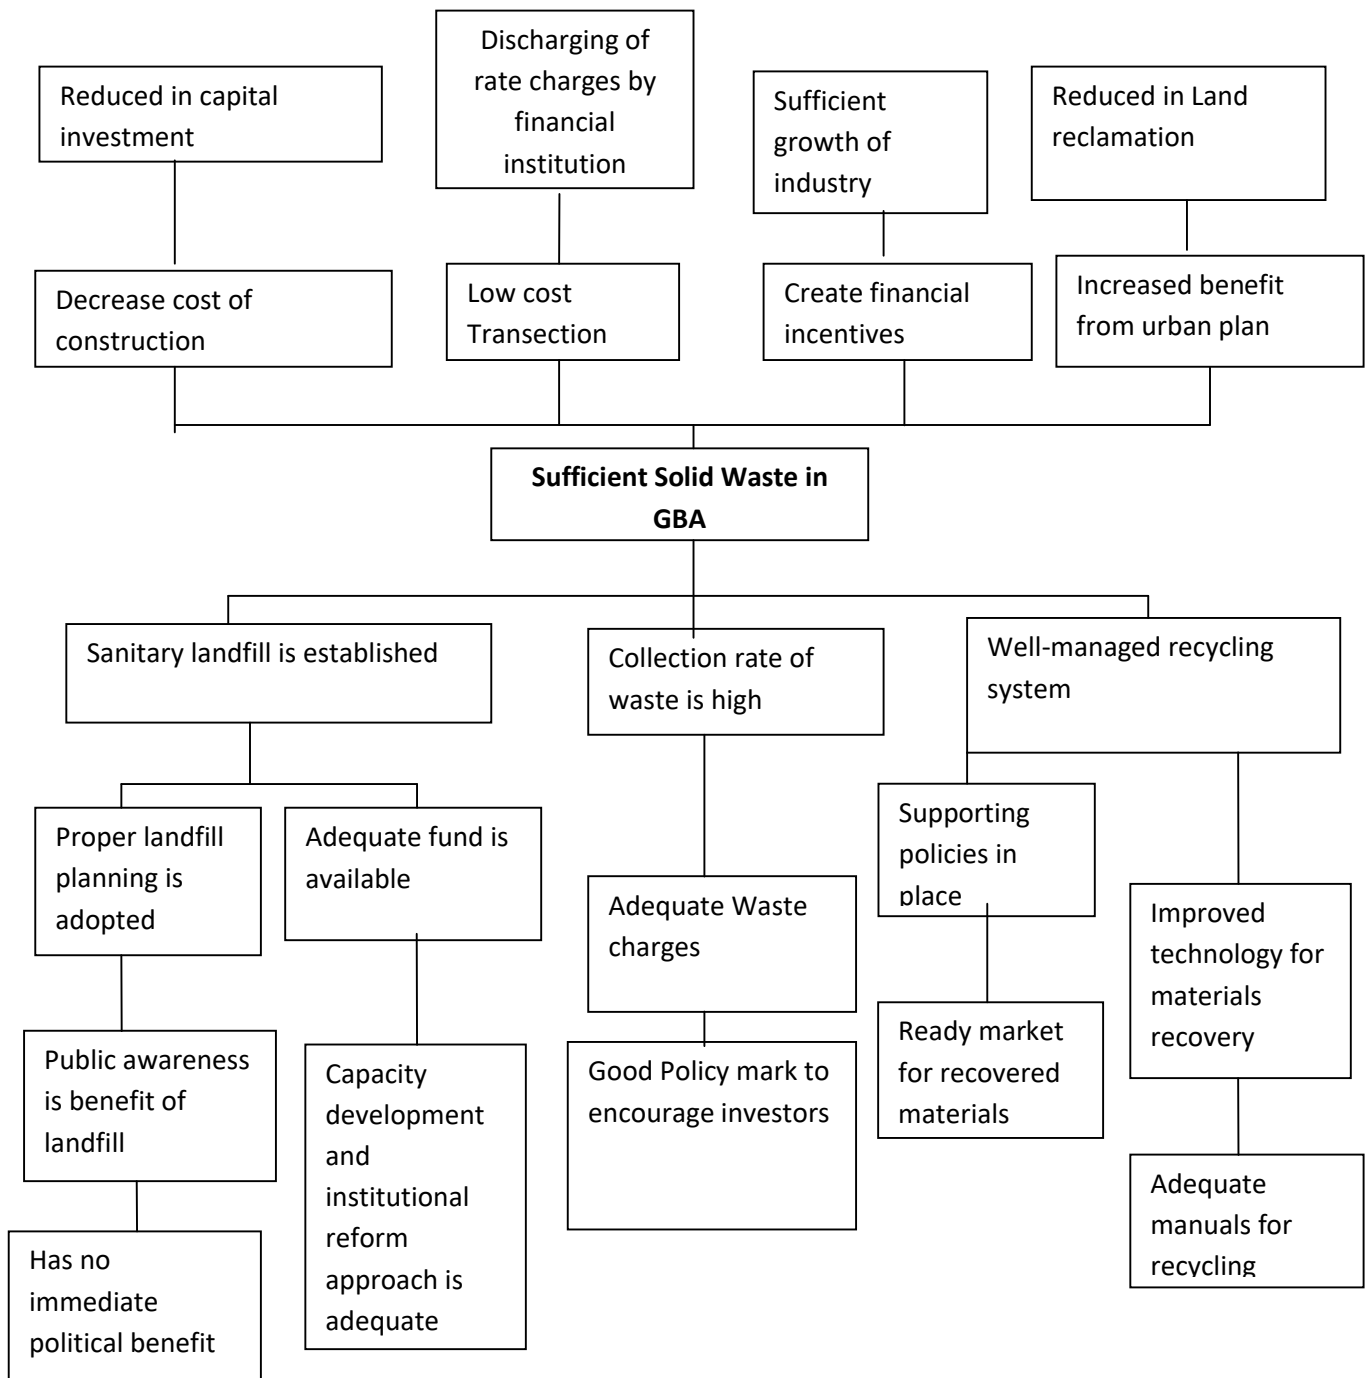 Discharging of
rate charges by
financial
institution
Reduced in capital
investment
Sufficient
growth of
industry
Reduced in Land
reclamation
Decrease cost of
construction
Low cost
Transection
Create financial
incentives
Increased benefit
from urban plan
Sufficient Solid Waste in
GBA
Sanitary landfill is established
Collection rate of
waste is high
Well-managed recycling
system
Proper landfill
planning is
adopted
Adequate fund is
available
Adequate Waste
charges
Supporting
policies in
place
Improved
technology for
materials
recovery
Public awareness
is benefit of
landfill
Capacity
development
and
institutional
reform
approach is
adequate
Good Policy mark to
encourage investors
Ready market
for recovered
materials
Adequate
manuals for
recycling
Has no
immediate
political benefit